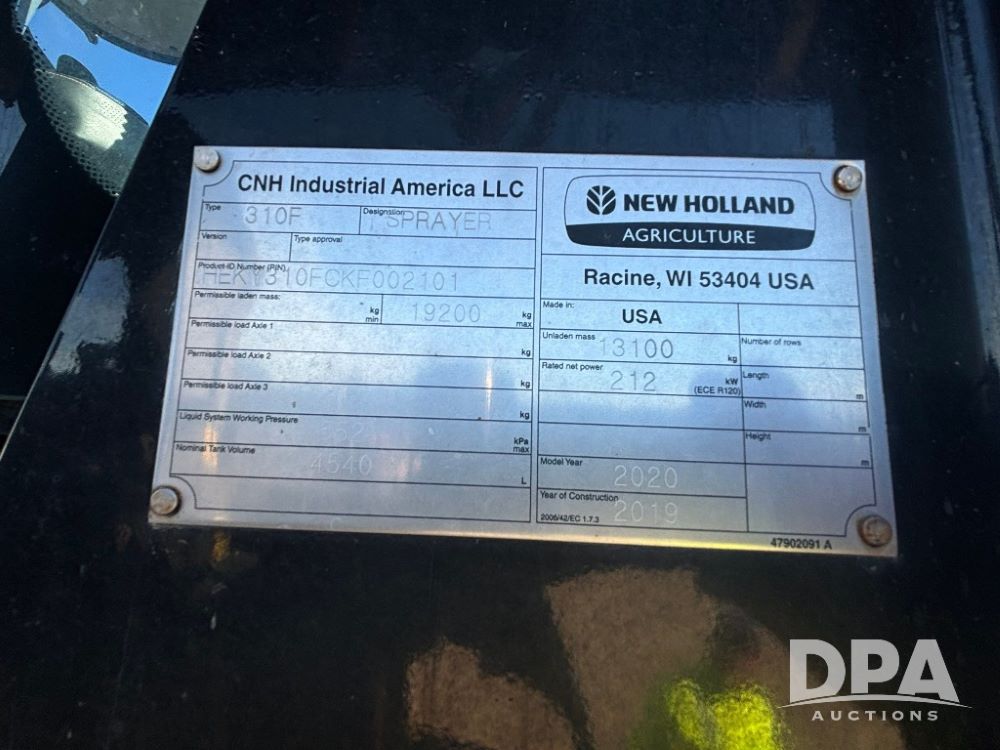 CNH Industrial America LLC
Type
310F
Designation
SPRAYER
Version
Type approval
Product ID Number (PIN)
HEKY310FCKF002101
Permissible laden mass:
kg
min
19200
kg
max
Permissible load Axle 1
kg
Permissible load Axle 2
kg
Permissible load Axle 3
kg
Liquid System Working Pressure
kPa
max
Nominal Tank Volume
4540
L
NEW HOLLAND
AGRICULTURE
Racine, WI 53404 USA
Made in:
USA
Unladen mass
13100
kg
Number of rows
Rated net power
212
kW
(ECE R120)
Length
m
Width
m
Height
m
Model Year
2020
Year of Construction
2019
2006/42/EC 1.7.3
47902091 A
DPA
AUCTIONS